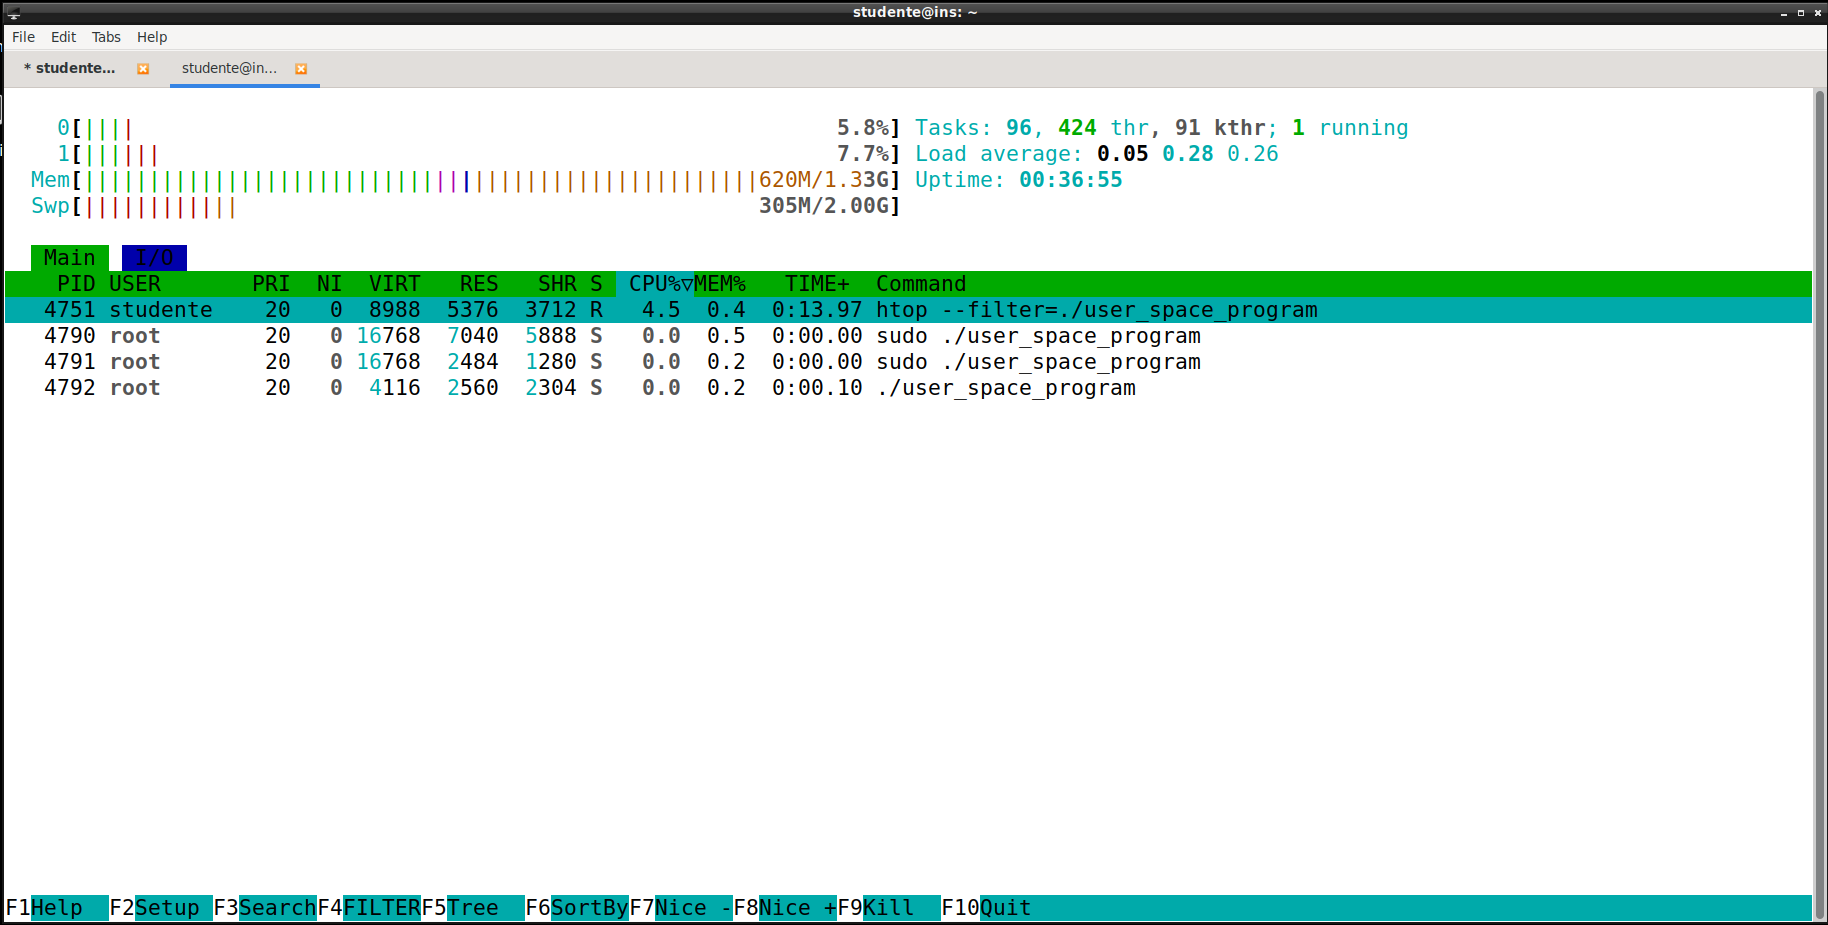 studente@ins: ~
File Edit Tabs Help
* studente... studente@in...
0[|||| 5.8%] Tasks: 96, 424 thr, 91 kthr; 1 running
1[|||||| 7.7%] Load average: 0.05 0.28 0.26
Mem[||||||||||||||||||||||||||||||||||||||||||||||||||||620M/1.33G] Uptime: 00:36:55
Swp[|||||||||||| 305M/2.00G]
Main I/O
PID USER PRI NI VIRT RES SHR S CPU%▽MEM% TIME+ Command
4751 studente 20 0 8988 5376 3712 R 4.5 0.4 0:13.97 htop --filter=./user_space_program
4790 root 20 0 16768 7040 5888 S 0.0 0.5 0:00.00 sudo ./user_space_program
4791 root 20 0 16768 2484 1280 S 0.0 0.2 0:00.00 sudo ./user_space_program
4792 root 20 0 4116 2560 2304 S 0.0 0.2 0:00.10 ./user_space_program
F1Help F2Setup F3SearchF4FILTERF5Tree F6SortByF7Nice -F8Nice +F9Kill F10Quit